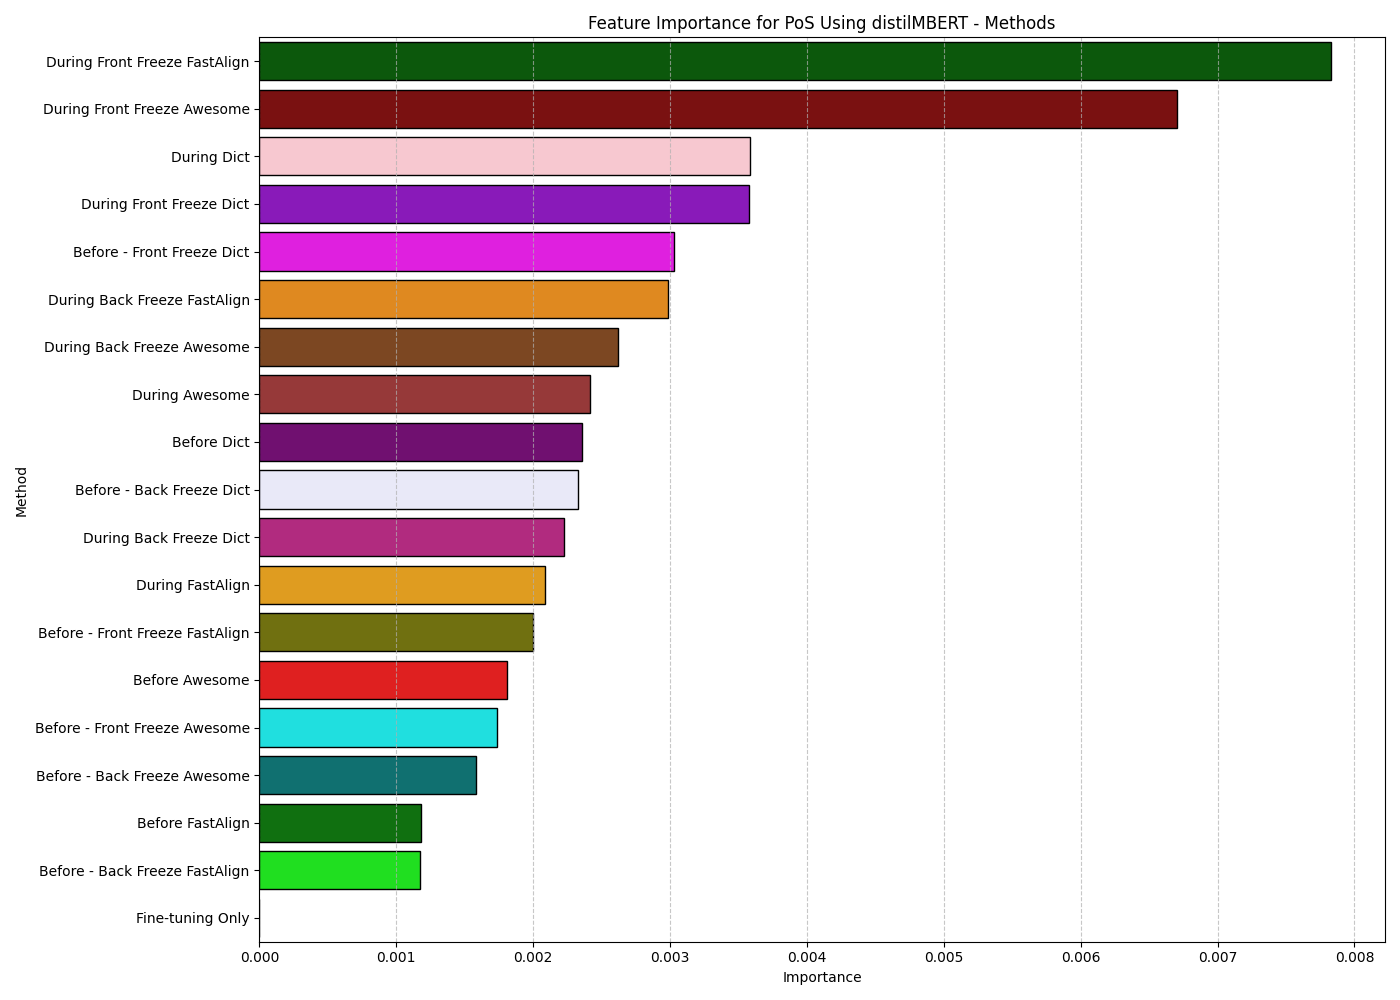 Feature Importance for PoS Using distilMBERT - Methods
During Front Freeze FastAlign
During Front Freeze Awesome
During Dict
During Front Freeze Dict
Before - Front Freeze Dict
During Back Freeze FastAlign
During Back Freeze Awesome
During Awesome
Before Dict
Before - Back Freeze Dict
During Back Freeze Dict
During FastAlign
Before - Front Freeze FastAlign
Before Awesome
Before - Front Freeze Awesome
Before - Back Freeze Awesome
Before FastAlign
Before - Back Freeze FastAlign
Fine-tuning Only
Method
0.000 0.001 0.002 0.003 0.004 0.005 0.006 0.007 0.008
Importance